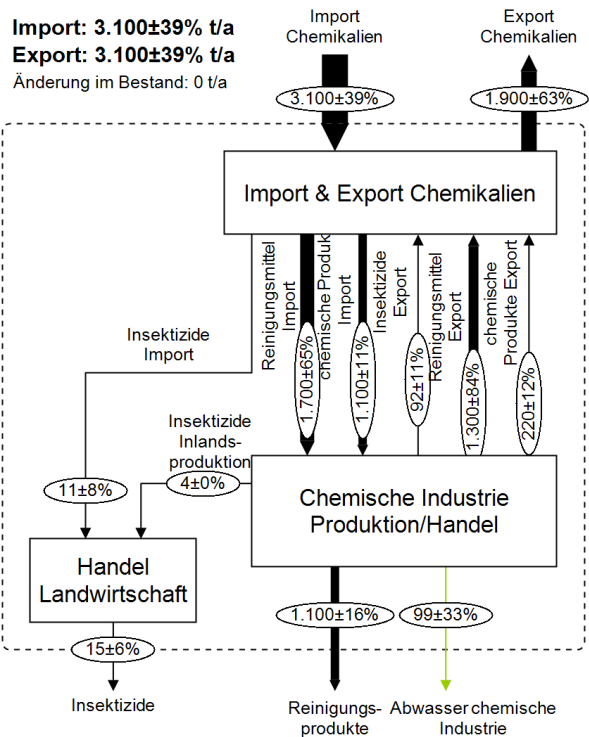 Import: 3.100±39% t/a
Export: 3.100±39% t/a
Änderung im Bestand: 0 t/a
Import
Chemikalien
Export
Chemikalien
3.100±39%
1.900±63%
Import & Export Chemikalien
Reinigungsmittel
Import
chemische Produk
Import
Insektizide
Export
Reinigungsmittel
Export
chemische
Produkte Export
Insektizide
Import
1.700±65%
1.100±11%
92±11%
1.300±84%
220±12%
Insektizide
Inlands-
produktion
11±8%
4±0%
Chemische Industrie
Produktion/Handel
Handel
Landwirtschaft
1.100±16%
99±33%
15±6%
Insektizide
Reinigungs-
produkte
Abwasser chemische
Industrie